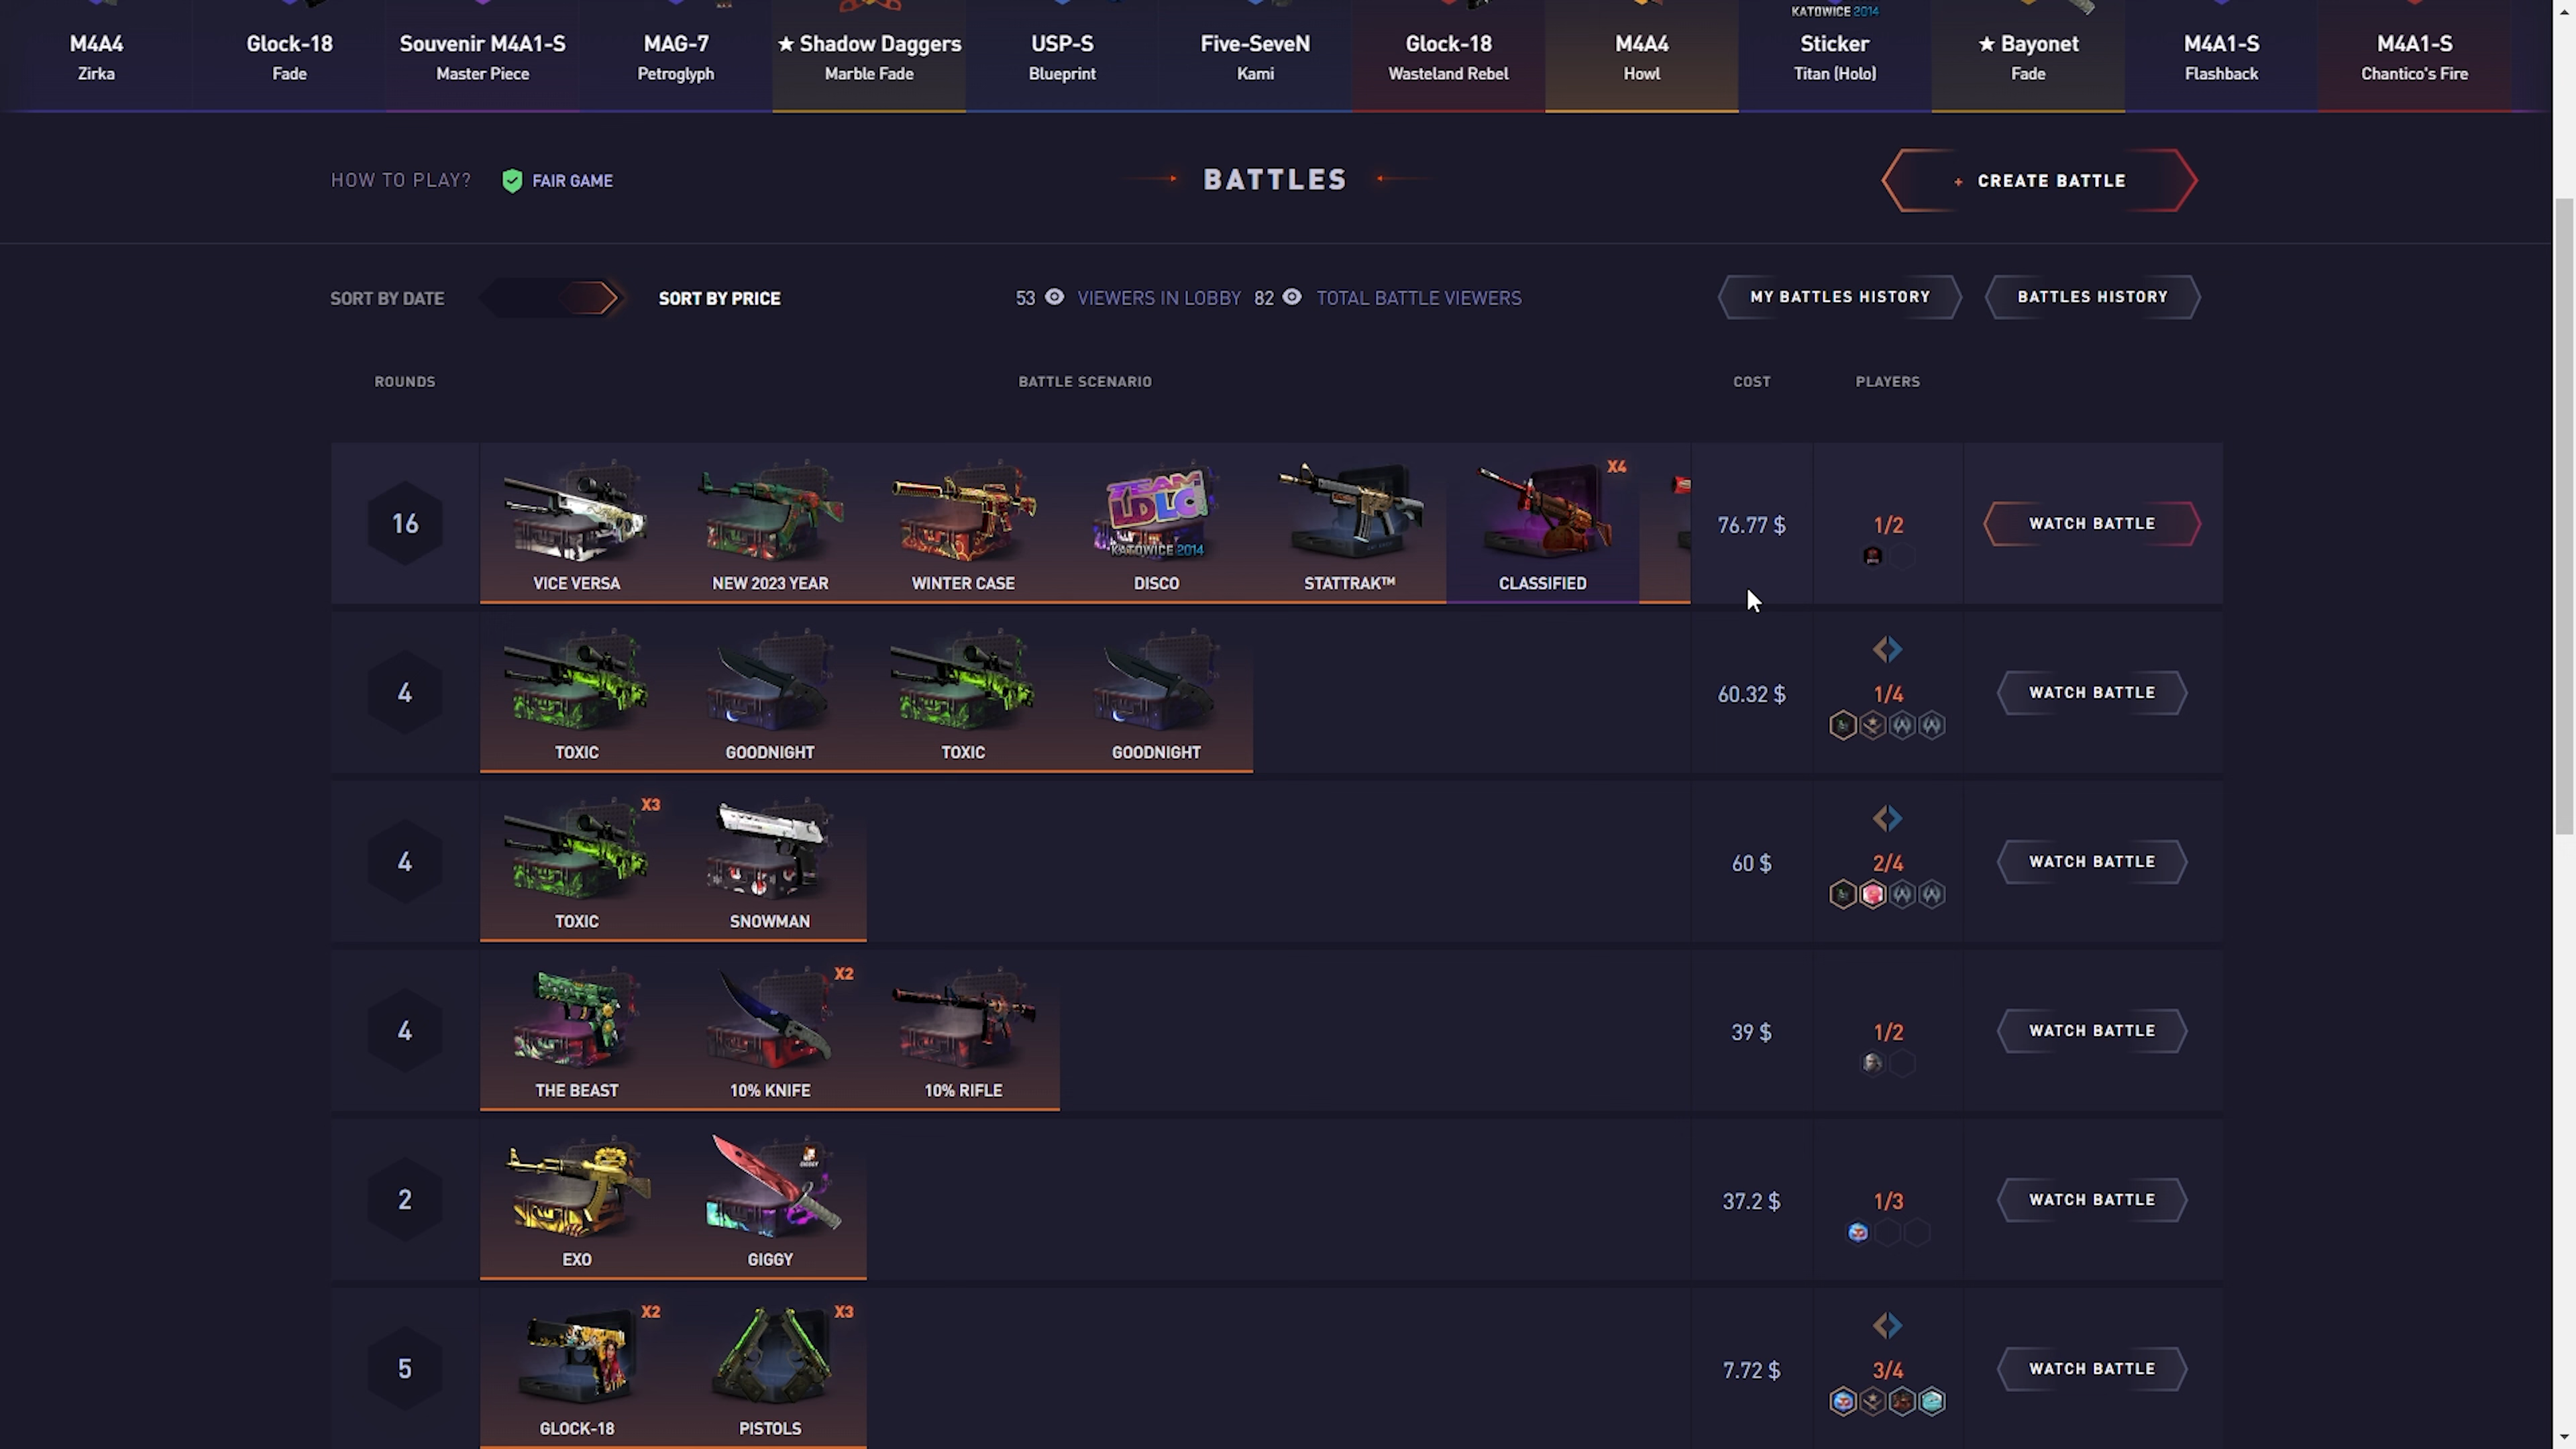 KATOWICE 2014
M4A4 Glock-18 Souvenir M4A1-S MAG-7 ★ Shadow Daggers USP-S Five-SeveN Glock-18 M4A4 Sticker ★ Bayonet M4A1-S M4A1-S
Zirka Fade Master Piece Petroglyph Marble Fade Blueprint Kami Wasteland Rebel Howl Titan (Holo) Fade Flashback Chantico's Fire
HOW TO PLAY? FAIR GAME BATTLES + CREATE BATTLE
SORT BY DATE SORT BY PRICE 53 VIEWERS IN LOBBY 82 TOTAL BATTLE VIEWERS MY BATTLES HISTORY BATTLES HISTORY
ROUNDS BATTLE SCENARIO COST PLAYERS
X4
TEAM
LDLC
KATOWICE 2014
16 76.77 $ 1/2 WATCH BATTLE
VICE VERSA NEW 2023 YEAR WINTER CASE DISCO STATTRAK™ CLASSIFIED
4 60.32 $ 1/4 WATCH BATTLE
TOXIC GOODNIGHT TOXIC GOODNIGHT
X3
4 60 $ 2/4 WATCH BATTLE
TOXIC SNOWMAN
X2
4 39 $ 1/2 WATCH BATTLE
THE BEAST 10% KNIFE 10% RIFLE
GIGGY
2 37.2 $ 1/3 WATCH BATTLE
EXO GIGGY
X2 X3
5 7.72 $ 3/4 WATCH BATTLE
GLOCK-18 PISTOLS